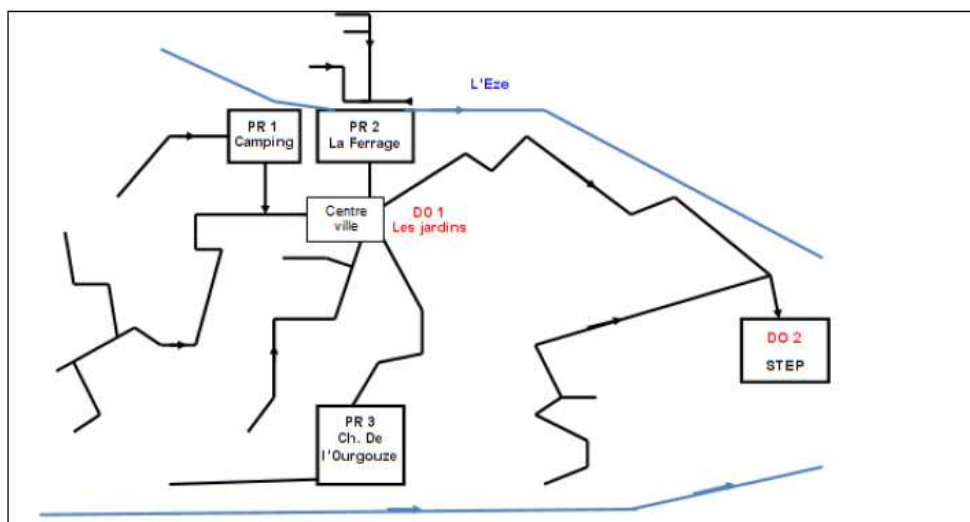 L'Eze
PR 1
Camping
PR 2
La Ferrage
Centre
ville
DO 1
Les jardins
DO 2
STEP
PR 3
Ch. De
l'Ourgouze